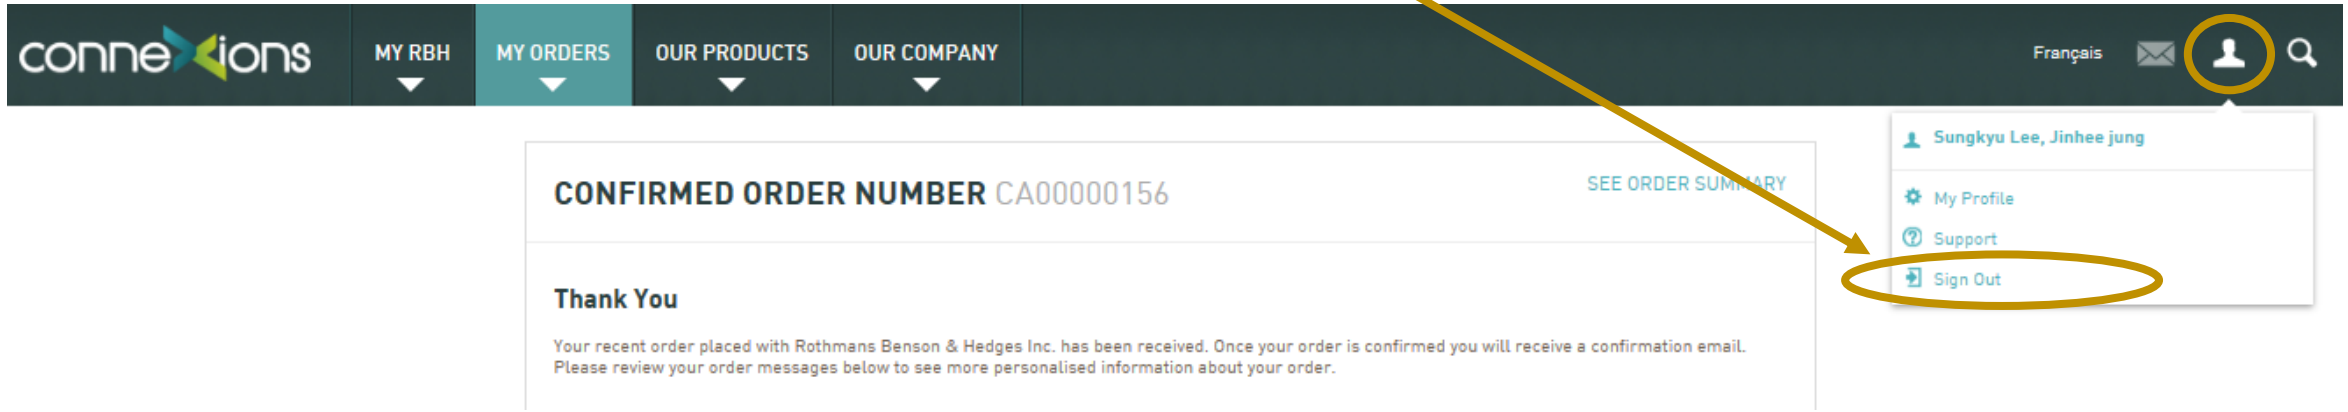 connexions
MY RBH
MY ORDERS
OUR PRODUCTS
OUR COMPANY
Français
Sungkyu Lee, Jinhee jung
My Profile
Support
Sign Out
CONFIRMED ORDER NUMBER CA00000156
SEE ORDER SUMMARY
Thank You
Your recent order placed with Rothmans Benson & Hedges Inc. has been received. Once your order is confirmed you will receive a confirmation email.
Please review your order messages below to see more personalised information about your order.